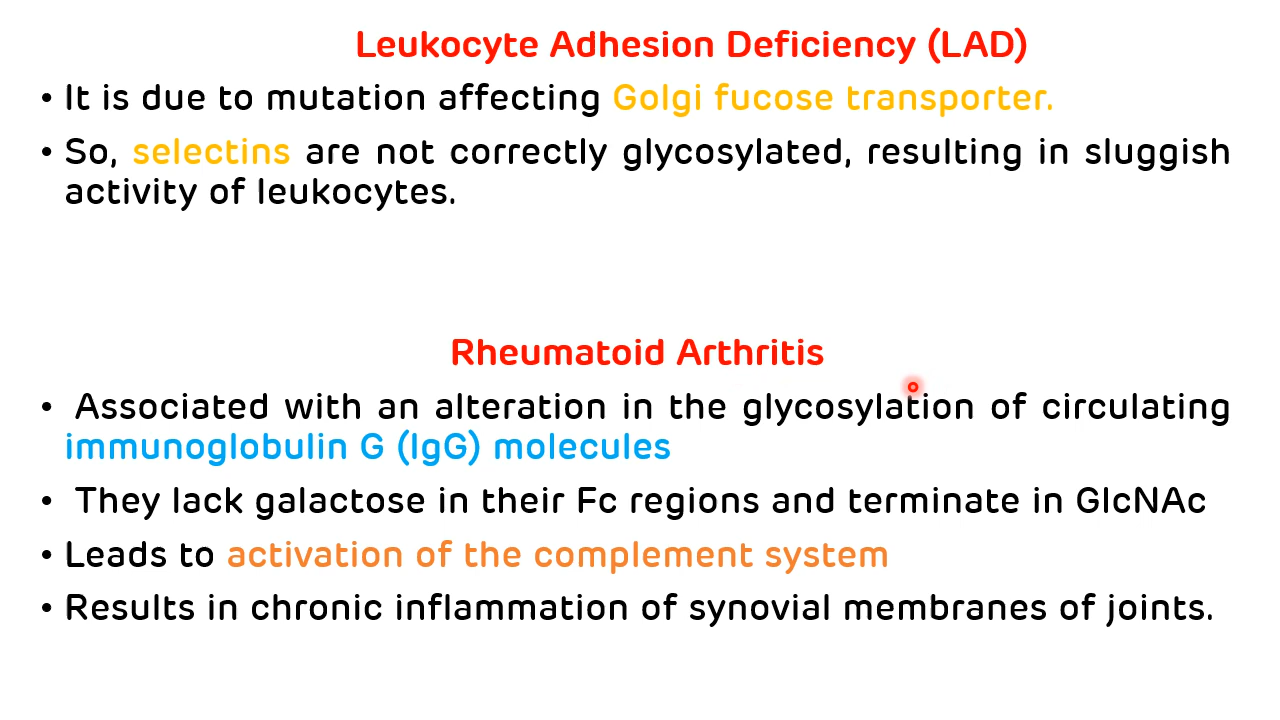 Leukocyte Adhesion Deficiency (LAD)
• It is due to mutation affecting Golgi fucose transporter.
• So, selectins are not correctly glycosylated, resulting in sluggish
activity of leukocytes.
Rheumatoid Arthritis
• Associated with an alteration in the glycosylation of circulating
immunoglobulin G (IgG) molecules
• They lack galactose in their Fc regions and terminate in GlcNAc
• Leads to activation of the complement system
• Results in chronic inflammation of synovial membranes of joints.